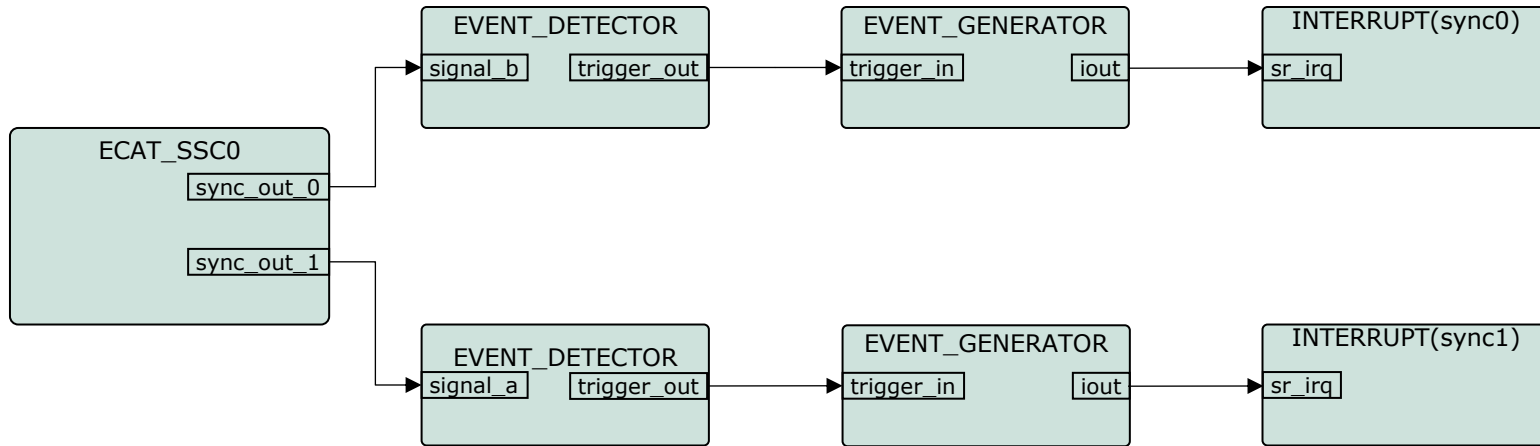 EVENT_DETECTOR
signal_b
trigger_out
EVENT_GENERATOR
trigger_in
iout
INTERRUPT(sync0)
sr_irq
ECAT_SSC0
sync_out_0
sync_out_1
EVENT_DETECTOR
signal_a
trigger_out
EVENT_GENERATOR
trigger_in
iout
INTERRUPT(sync1)
sr_irq